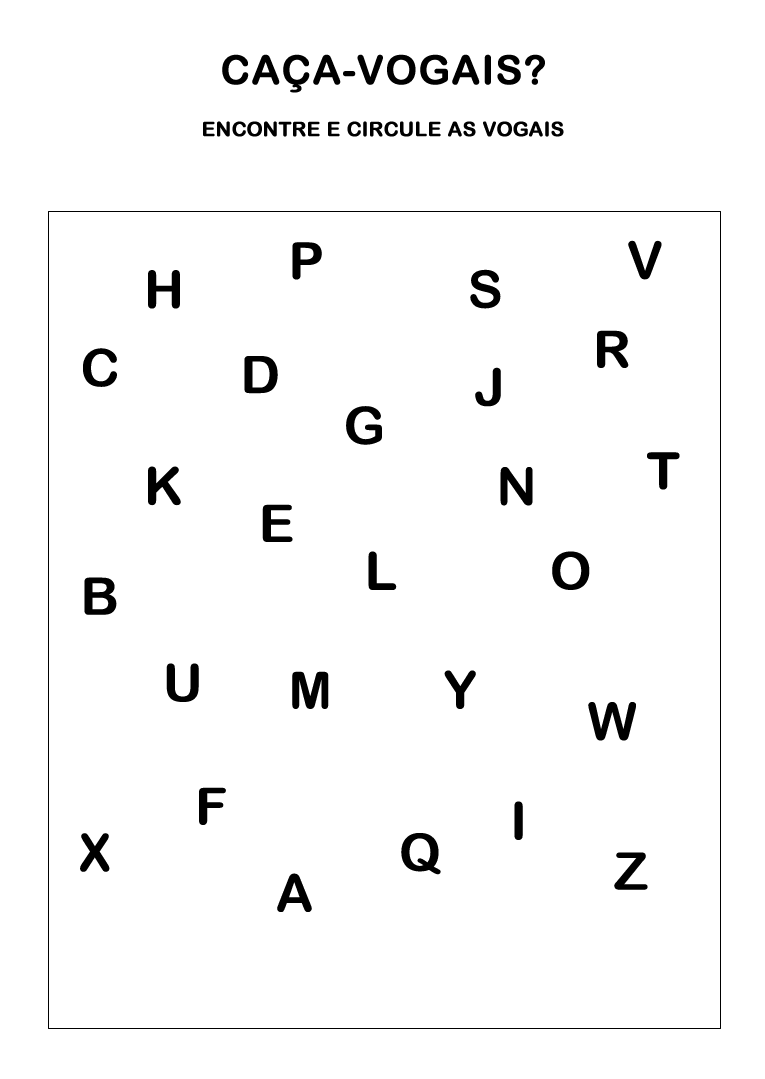 CAÇA-VOGAIS?
ENCONTRE E CIRCULE AS VOGAIS
P V
H S
R
C D J
G
T
K N
E
L O
B
U M Y
W
F I
X Q
Z
A